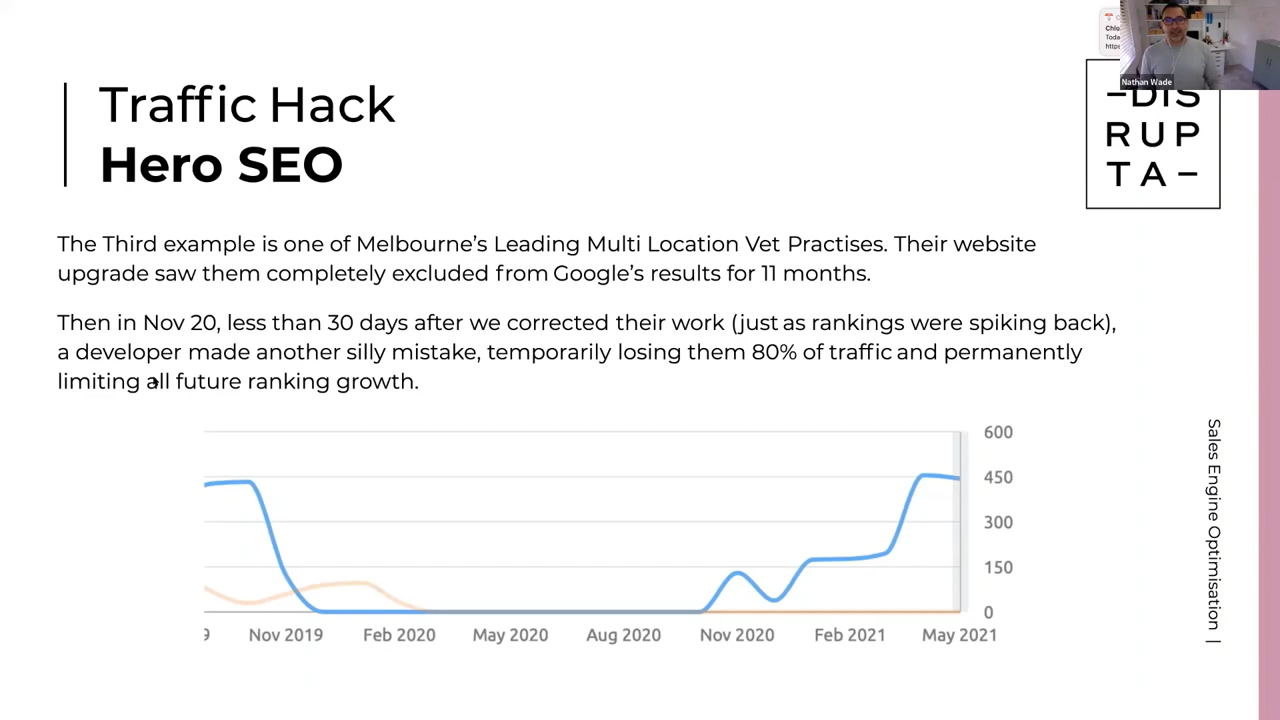 Traffic Hack
Hero SEO
Chlo
Toda
https
Nathan Wade
–DIS
RUP
TA–
The Third example is one of Melbourne’s Leading Multi Location Vet Practises. Their website
upgrade saw them completely excluded from Google’s results for 11 months.
Then in Nov 20, less than 30 days after we corrected their work (just as rankings were spiking back),
a developer made another silly mistake, temporarily losing them 80% of traffic and permanently
limiting all future ranking growth.
600
450
300
150
0
9 Nov 2019 Feb 2020 May 2020 Aug 2020 Nov 2020 Feb 2021 May 2021
Sales Engine Optimisation |